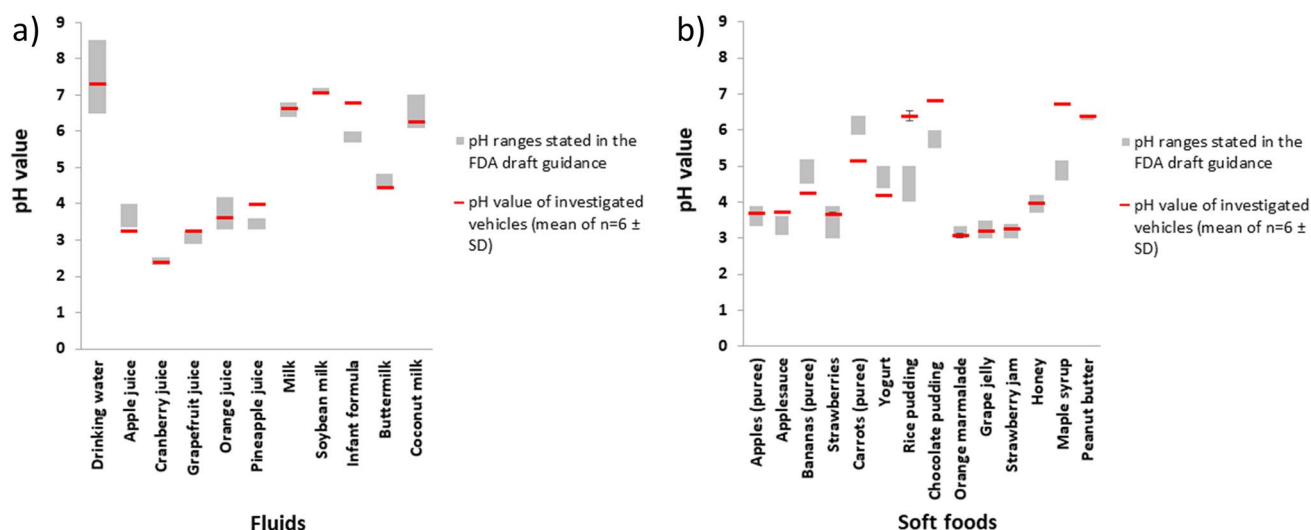 a)
9
8
7
6
5
4
3
2
1
0
pH value
Drinking water
Apple juice
Cranberry juice
Grapefruit juice
Orange juice
Pineapple juice
Milk
Soybean milk
Infant formula
Buttermilk
Coconut milk
Fluids
pH ranges stated in the
FDA draft guidance
pH value of investigated
vehicles (mean of n=6 ±
SD)
b)
9
8
7
6
5
4
3
2
1
0
pH value
Apples (puree)
Applesauce
Bananas (puree)
Strawberries
Carrots (puree)
Yogurt
Rice pudding
Chocolate pudding
Orange marmalade
Grape jelly
Strawberry jam
Honey
Maple syrup
Peanut butter
Soft foods
pH ranges stated in the
FDA draft guidance
pH value of investigated
vehicles (mean of n=6 ±
SD)